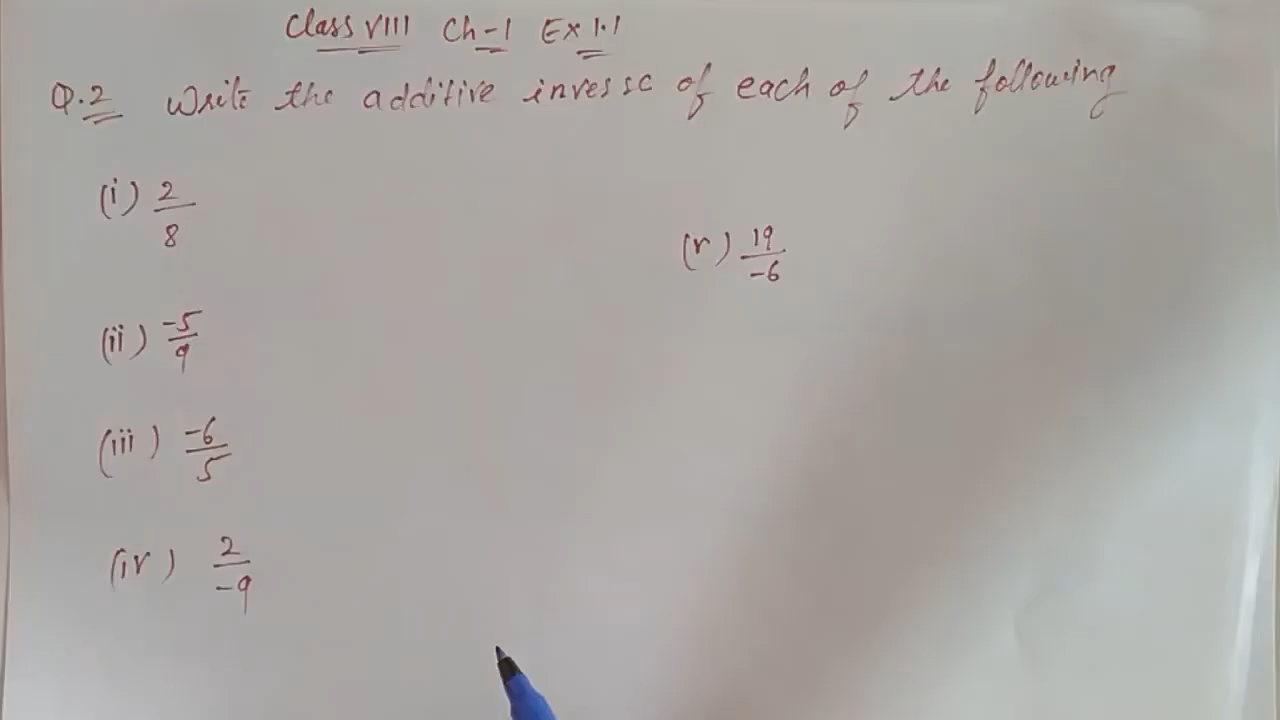 Class VIII Ch-1 Ex 1.1
Q.2 Write the additive inverse of each of the following
(i) 2/8
(ii) -5/9
(iii) -6/5
(iv) 2/-9
(v) 19/-6